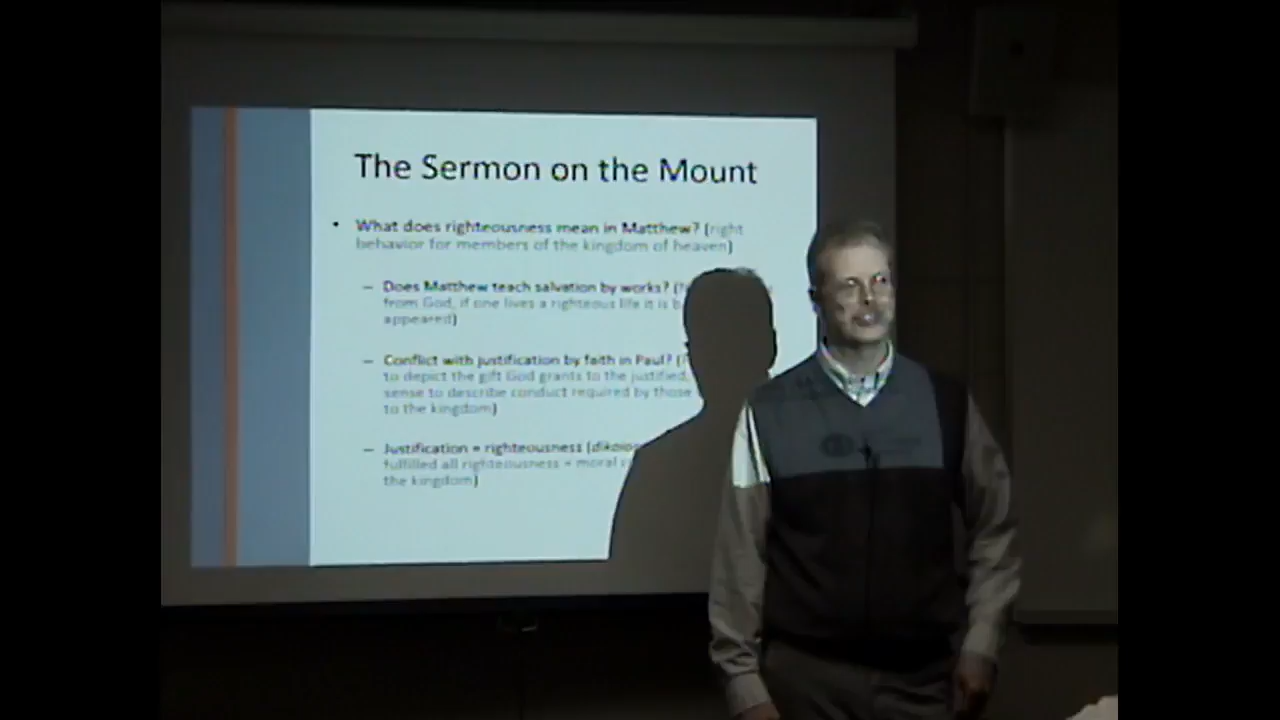 The Sermon on the Mount
• What does righteousness mean in Matthew? (right
behavior for members of the kingdom of heaven)
– Does Matthew teach salvation by works? (
from God, if one lives a righteous life it is b
appeared)
– Conflict with justification by faith in Paul? (
to depict the gift God grants to the justified,
sense to describe conduct required by those
to the kingdom)
– Justification = righteousness (dikaio
fulfilled all righteousness = moral
the kingdom)